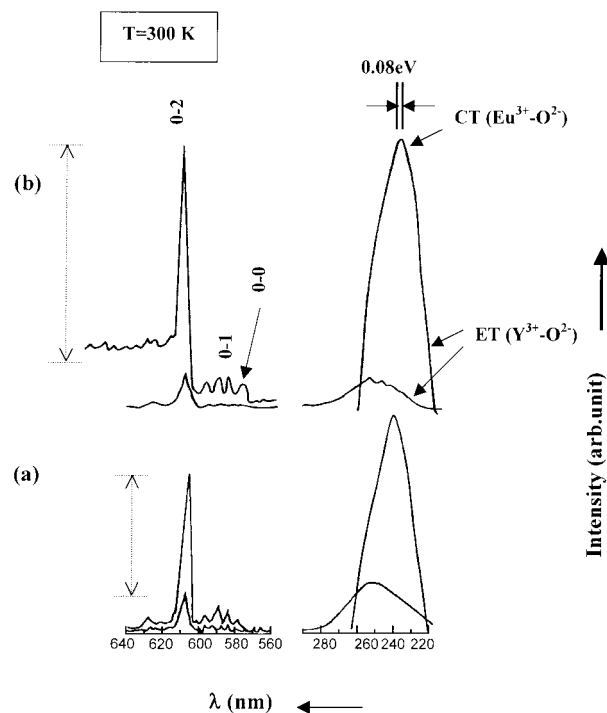 T=300 K
0.08eV
CT (Eu³⁺-O²⁻)
0-2
(b)
0-0
0-1
ET (Y³⁺-O²⁻)
(a)
Intensity (arb.unit)
640 620 600 580 560 280 260 240 220
λ (nm)